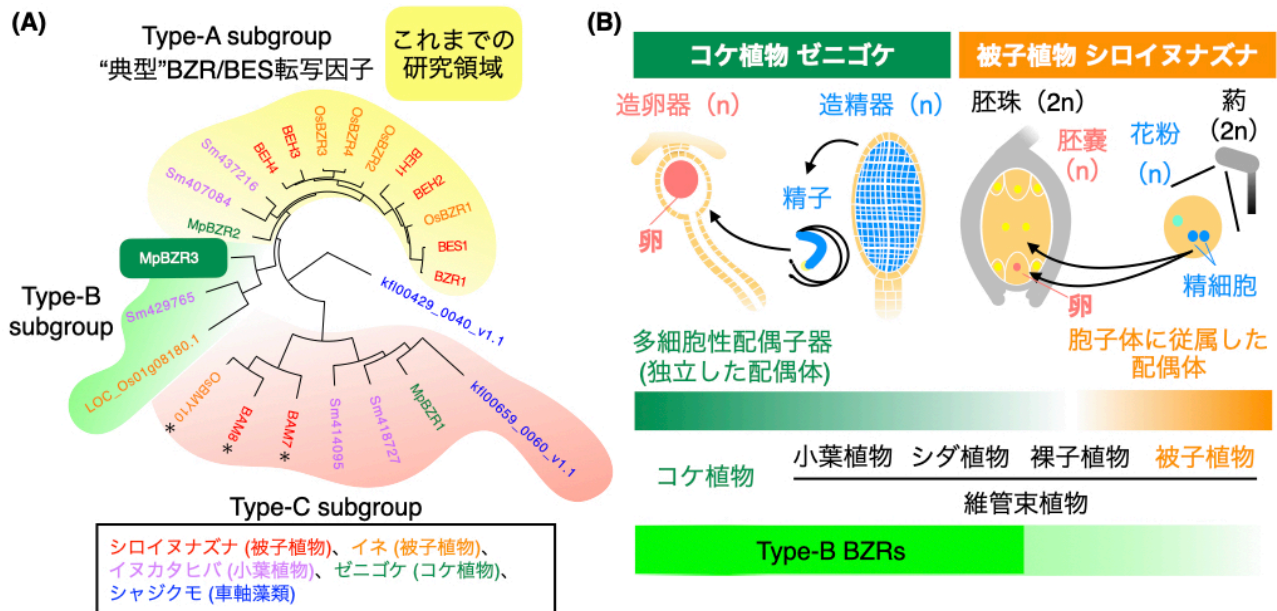 (A)
Type-A subgroup
“典型”BZR/BES転写因子
これまでの
研究領域
Sm407084
Sm437216
BEH4
BEH3
OsBZR3
OsBZR4
OsBZR2
BEH1
BEH2
OsBZR1
BES1
BZR1
MpBZR2
MpBZR3
Type-B
subgroup
Sm429765
LOC_Os01g08180.1
kfl00429_0040_v1.1
OsBMY10
*
BAM8
*
BAM7
*
Sm414095
Sm418727
MpBZR1
kfl00659_0060_v1.1
Type-C subgroup
シロイヌナズナ (被子植物)、イネ (被子植物)、
イヌカタヒバ (小葉植物)、ゼニゴケ (コケ植物)、
シャジクモ (車軸藻類)
(B)
コケ植物 ゼニゴケ
被子植物 シロイヌナズナ
造卵器（n）
造精器（n）
精子
卵
胚珠（2n）
胚嚢
（n）
花粉
（n）
葯
（2n）
精細胞
卵
多細胞性配偶子器
(独立した配偶体)
胞子体に従属した
配偶体
コケ植物
小葉植物
シダ植物
裸子植物
被子植物
維管束植物
Type-B BZRs